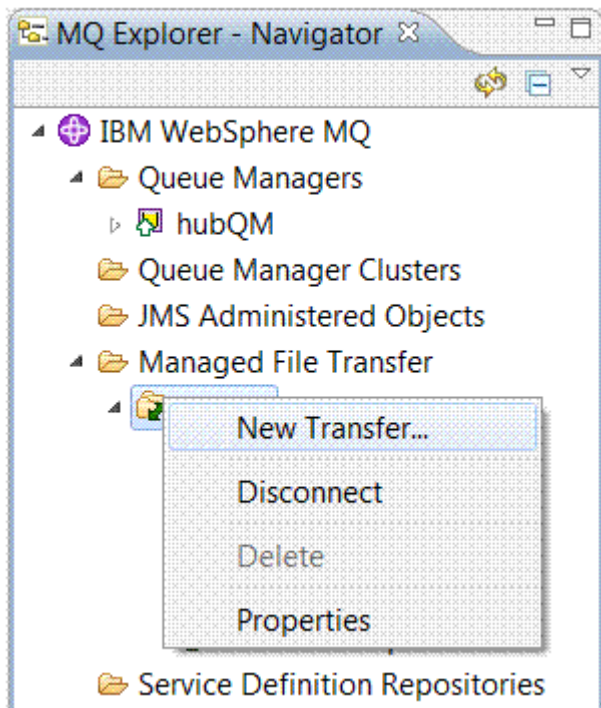 MQ Explorer - Navigator
IBM WebSphere MQ
Queue Managers
hubQM
Queue Manager Clusters
JMS Administered Objects
Managed File Transfer
New Transfer...
Disconnect
Delete
Properties
Service Definition Repositories